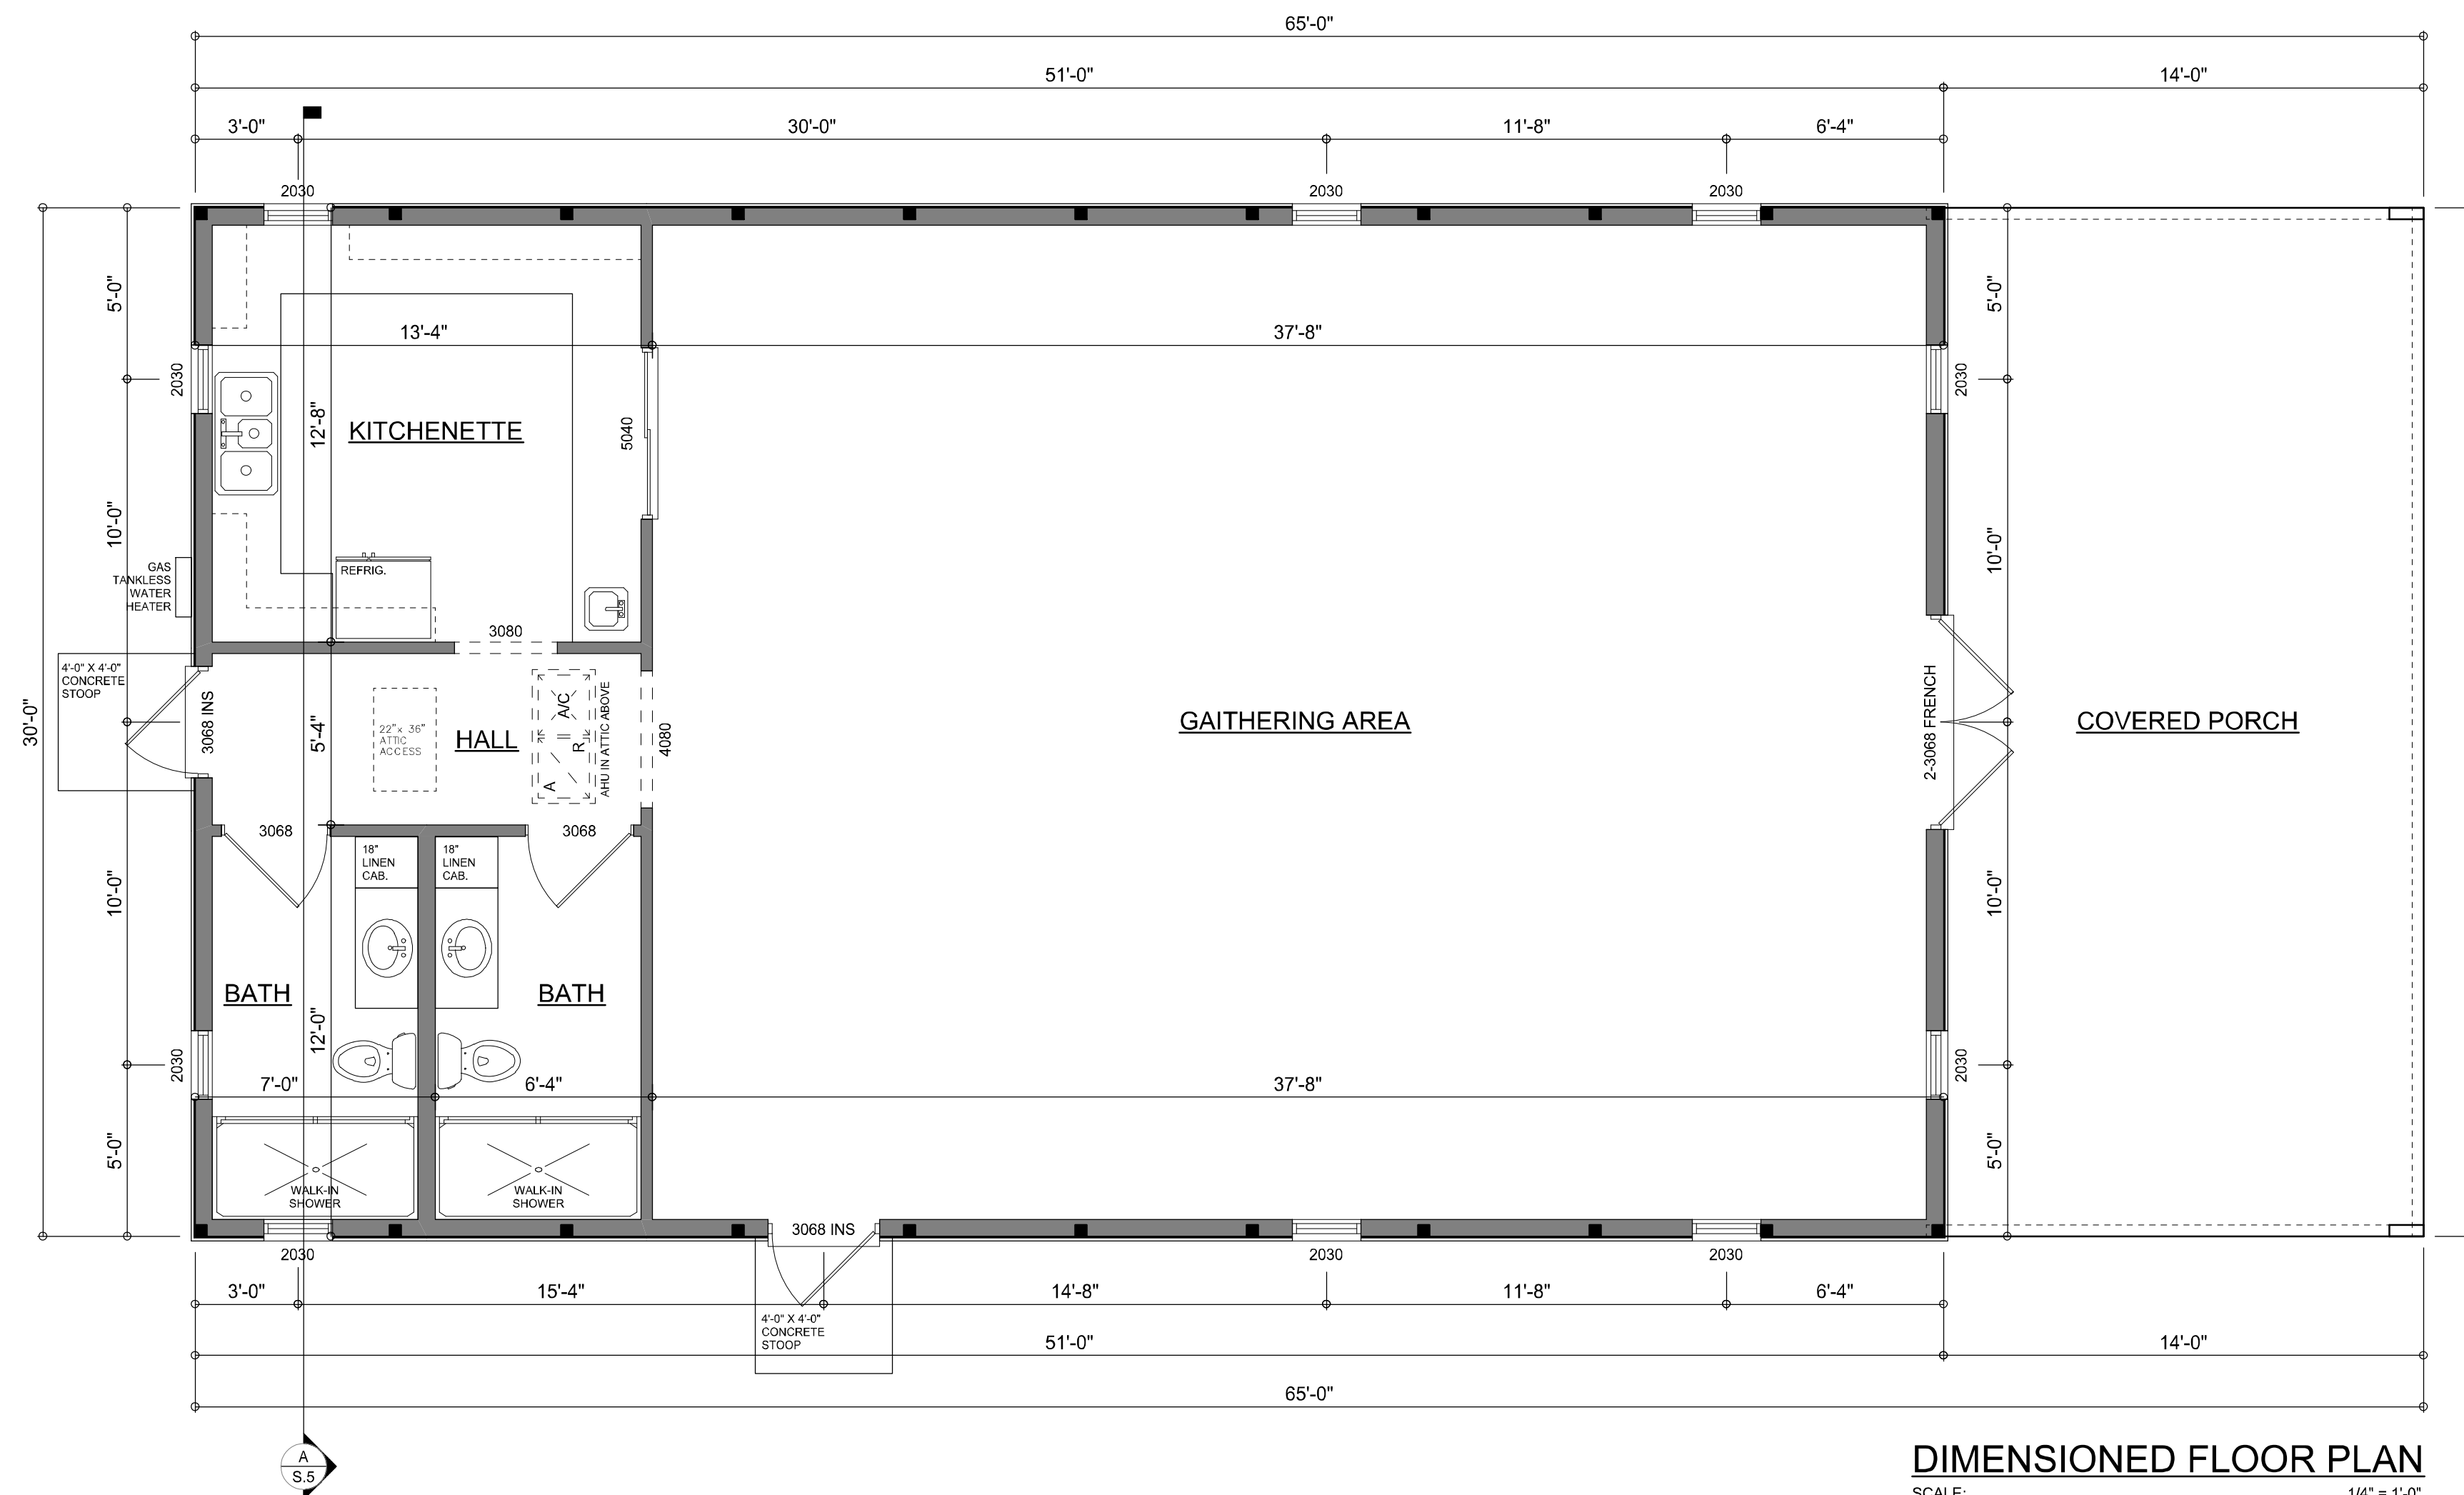 65'-0"
51'-0"
14'-0"
3'-0"
30'-0"
11'-8"
6'-4"
2030
2030
2030
5'-0"
5'-0"
13'-4"
37'-8"
2030
2030
12'-8"
KITCHENETTE
5040
10'-0"
10'-0"
GAS
TANKLESS
WATER
HEATER
REFRIG.
3080
4'-0" X 4'-0"
CONCRETE
STOOP
30'-0"
3068 INS
5'-4"
22"x 36"
ATTIC
ACCESS
HALL
A/C
R
A
AHU IN ATTIC ABOVE
4080
GAITHERING AREA
2-3068 FRENCH
COVERED PORCH
3068
3068
18"
LINEN
CAB.
18"
LINEN
CAB.
10'-0"
10'-0"
BATH
BATH
12'-0"
2030
2030
7'-0"
6'-4"
37'-8"
5'-0"
5'-0"
WALK-IN
SHOWER
WALK-IN
SHOWER
3068 INS
2030
2030
2030
3'-0"
15'-4"
14'-8"
11'-8"
6'-4"
4'-0" X 4'-0"
CONCRETE
STOOP
51'-0"
14'-0"
65'-0"
A
S.5
DIMENSIONED FLOOR PLAN
SCALE: 1/4" = 1'-0"